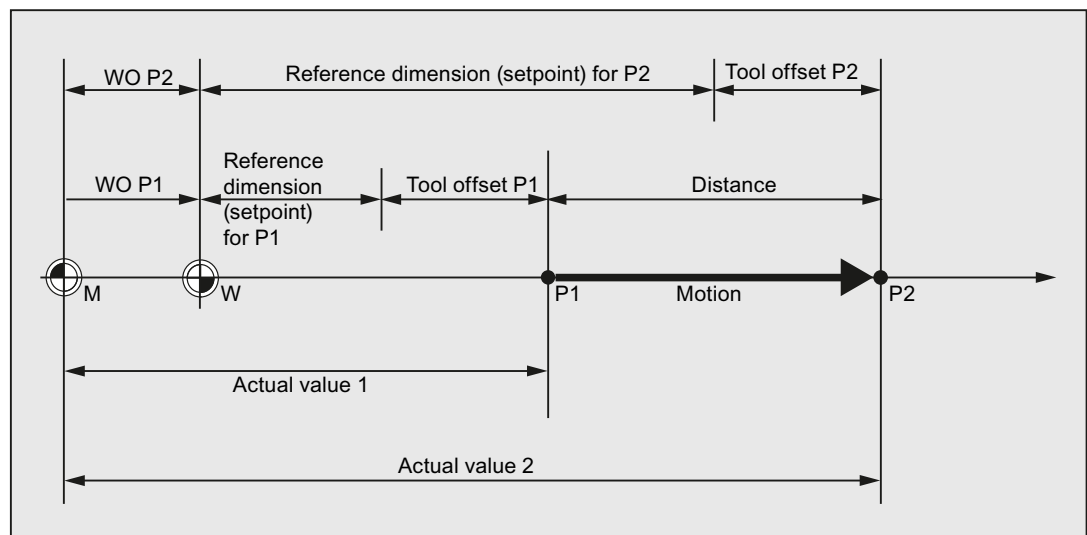 WO P2
Reference dimension (setpoint) for P2
Tool offset P2
WO P1
Reference
dimension
(setpoint)
for P1
Tool offset P1
Distance
M
W
P1
Motion
P2
Actual value 1
Actual value 2